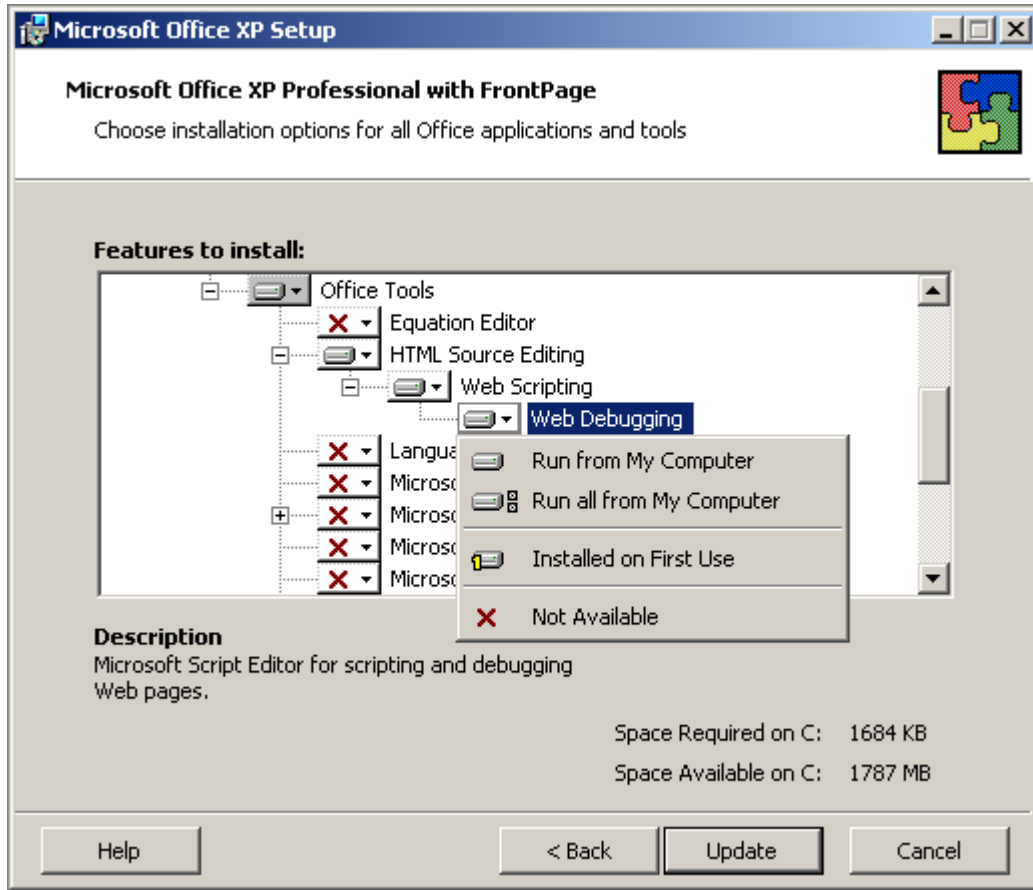 Microsoft Office XP Setup
Microsoft Office XP Professional with FrontPage
Choose installation options for all Office applications and tools
Features to install:
Office Tools
Equation Editor
HTML Source Editing
Web Scripting
Web Debugging
Run from My Computer
Run all from My Computer
Installed on First Use
Not Available
Description
Microsoft Script Editor for scripting and debugging
Web pages.
Space Required on C: 1684 KB
Space Available on C: 1787 MB
Help
< Back
Update
Cancel